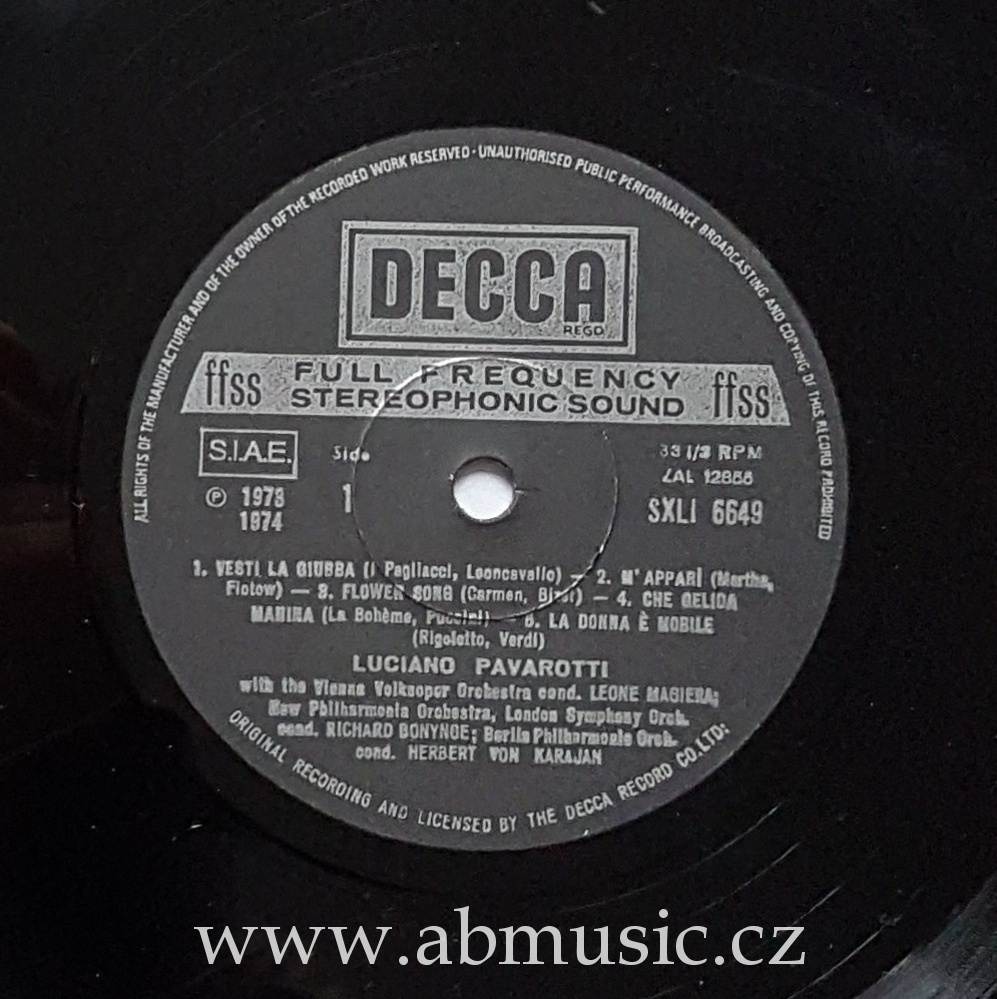 ALL RIGHTS OF THE MANUFACTURER AND OF THE OWNER OF THE RECORDED WORK RESERVED · UNAUTHORISED PUBLIC PERFORMANCE BROADCASTING AND COPYING OF THIS RECORD PROHIBITED
DECCA
REGD.
ffss FULL FREQUENCY ffss
STEREOPHONIC SOUND
S.I.A.E. Side 33 1/3 RPM
ZAL 12856
℗ 1973 1 SXLI 6649
1974
1. VESTI LA GIUBBA (I Pagliacci, Leoncavallo) – 2. M'APPARÌ (Martha,
Flotow) – 3. FLOWER SONG (Carmen, Bizet) – 4. CHE GELIDA
MANINA (La Bohème, Puccini) – 5. LA DONNA È MOBILE
(Rigoletto, Verdi)
LUCIANO PAVAROTTI
with the Vienna Volksoper Orchestra cond. LEONE MAGIERA;
New Philharmonia Orchestra, London Symphony Orch.
cond. RICHARD BONYNGE; Berlin Philharmonic Orch.
cond. HERBERT VON KARAJAN
ORIGINAL RECORDING AND LICENSED BY THE DECCA RECORD CO.LTD:
www.abmusic.cz